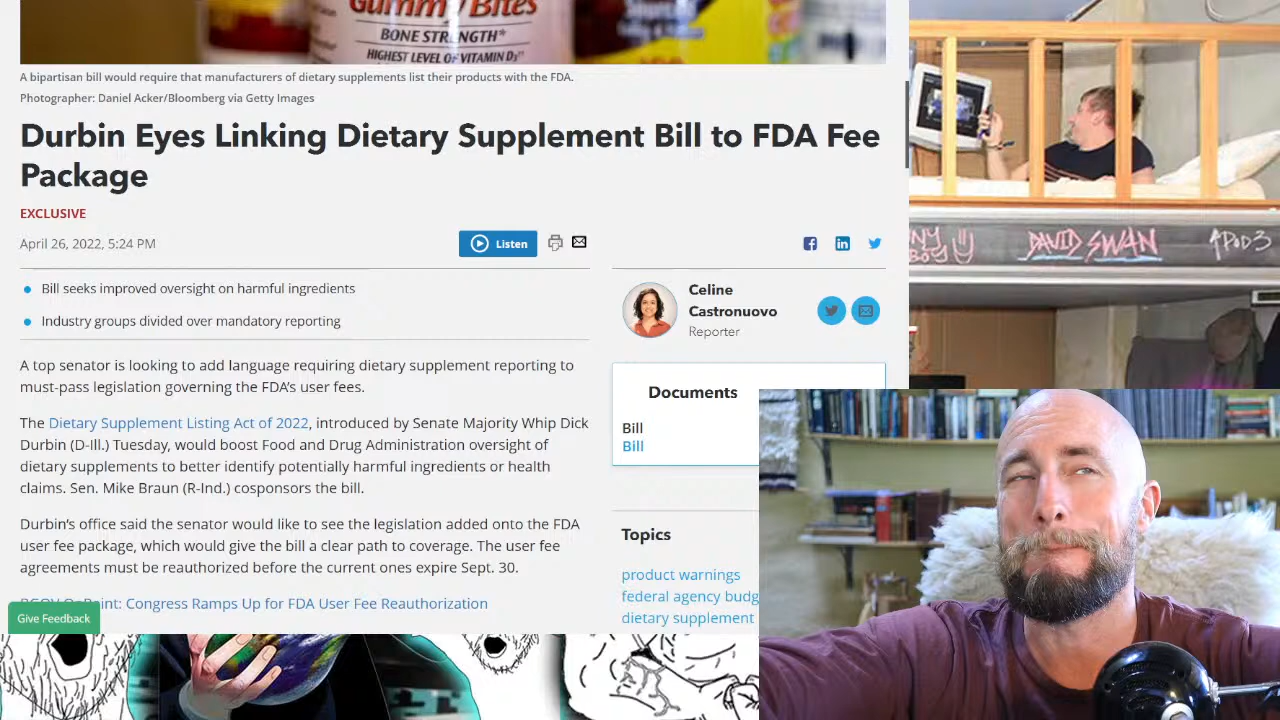 Gummy Bites
BONE STRENGTH*
HIGHEST LEVEL OF VITAMIN D₃
A bipartisan bill would require that manufacturers of dietary supplements list their products with the FDA.
Photographer: Daniel Acker/Bloomberg via Getty Images
Durbin Eyes Linking Dietary Supplement Bill to FDA Fee
Package
EXCLUSIVE
April 26, 2022, 5:24 PM
Listen
Bill seeks improved oversight on harmful ingredients
Industry groups divided over mandatory reporting
A top senator is looking to add language requiring dietary supplement reporting to
must-pass legislation governing the FDA's user fees.
The Dietary Supplement Listing Act of 2022, introduced by Senate Majority Whip Dick
Durbin (D-Ill.) Tuesday, would boost Food and Drug Administration oversight of
dietary supplements to better identify potentially harmful ingredients or health
claims. Sen. Mike Braun (R-Ind.) cosponsors the bill.
Durbin's office said the senator would like to see the legislation added onto the FDA
user fee package, which would give the bill a clear path to coverage. The user fee
agreements must be reauthorized before the current ones expire Sept. 30.
Congress Ramps Up for FDA User Fee Reauthorization
Give Feedback
Celine
Castronuovo
Reporter
Documents
Bill
Bill
Topics
product warnings
federal agency budg
dietary supplement
DAVID SWAN
POD3